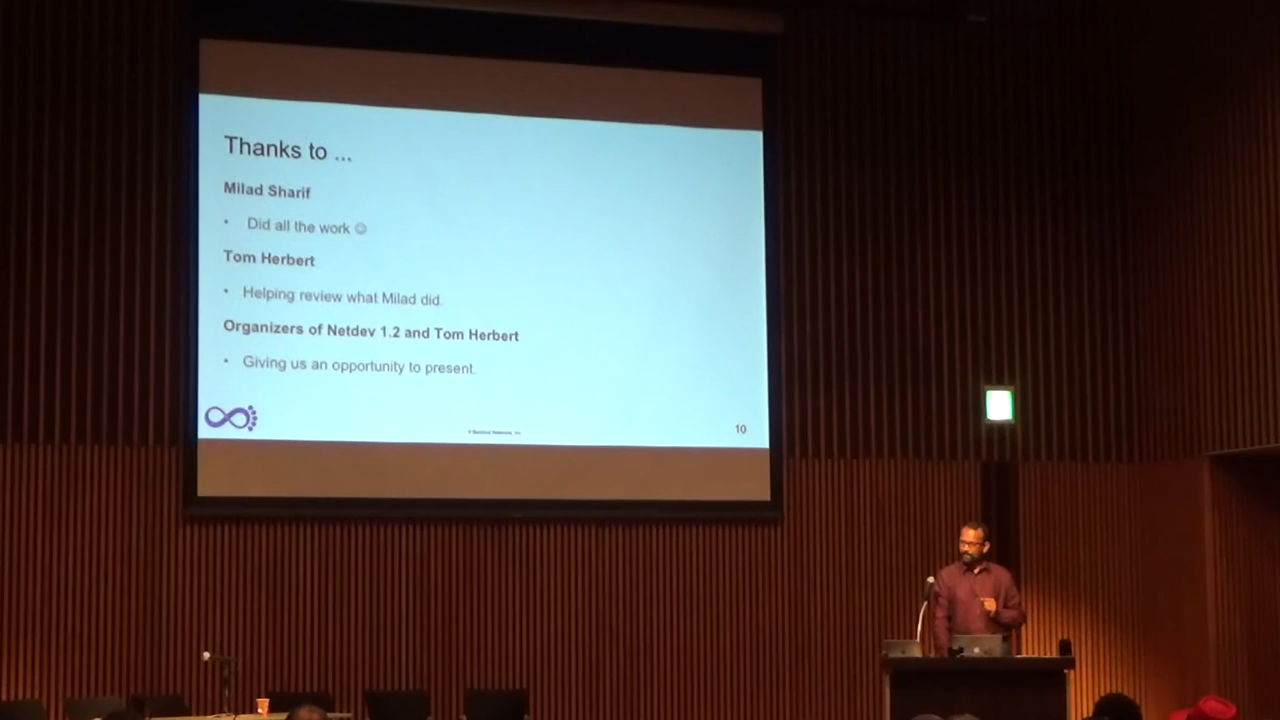 Thanks to ...
Milad Sharif
• Did all the work ☺
Tom Herbert
• Helping review what Milad did.
Organizers of Netdev 1.2 and Tom Herbert
• Giving us an opportunity to present.
10